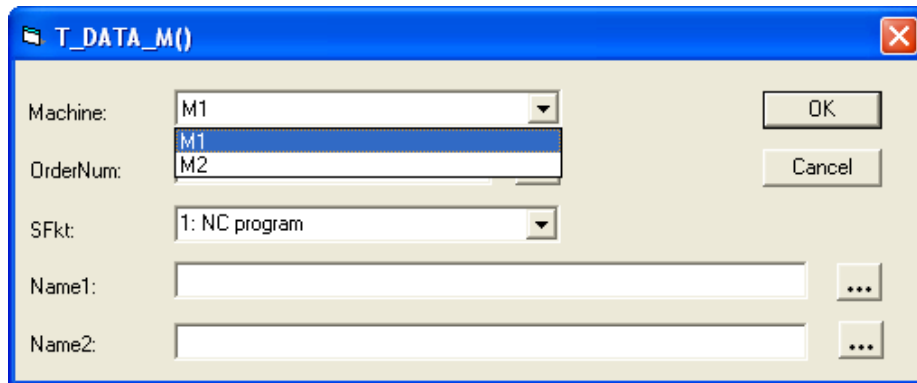 T_DATA_M()
Machine: M1 OK
M1
M2
OrderNum: Cancel
SFkt: 1: NC program
Name1: ...
Name2: ...